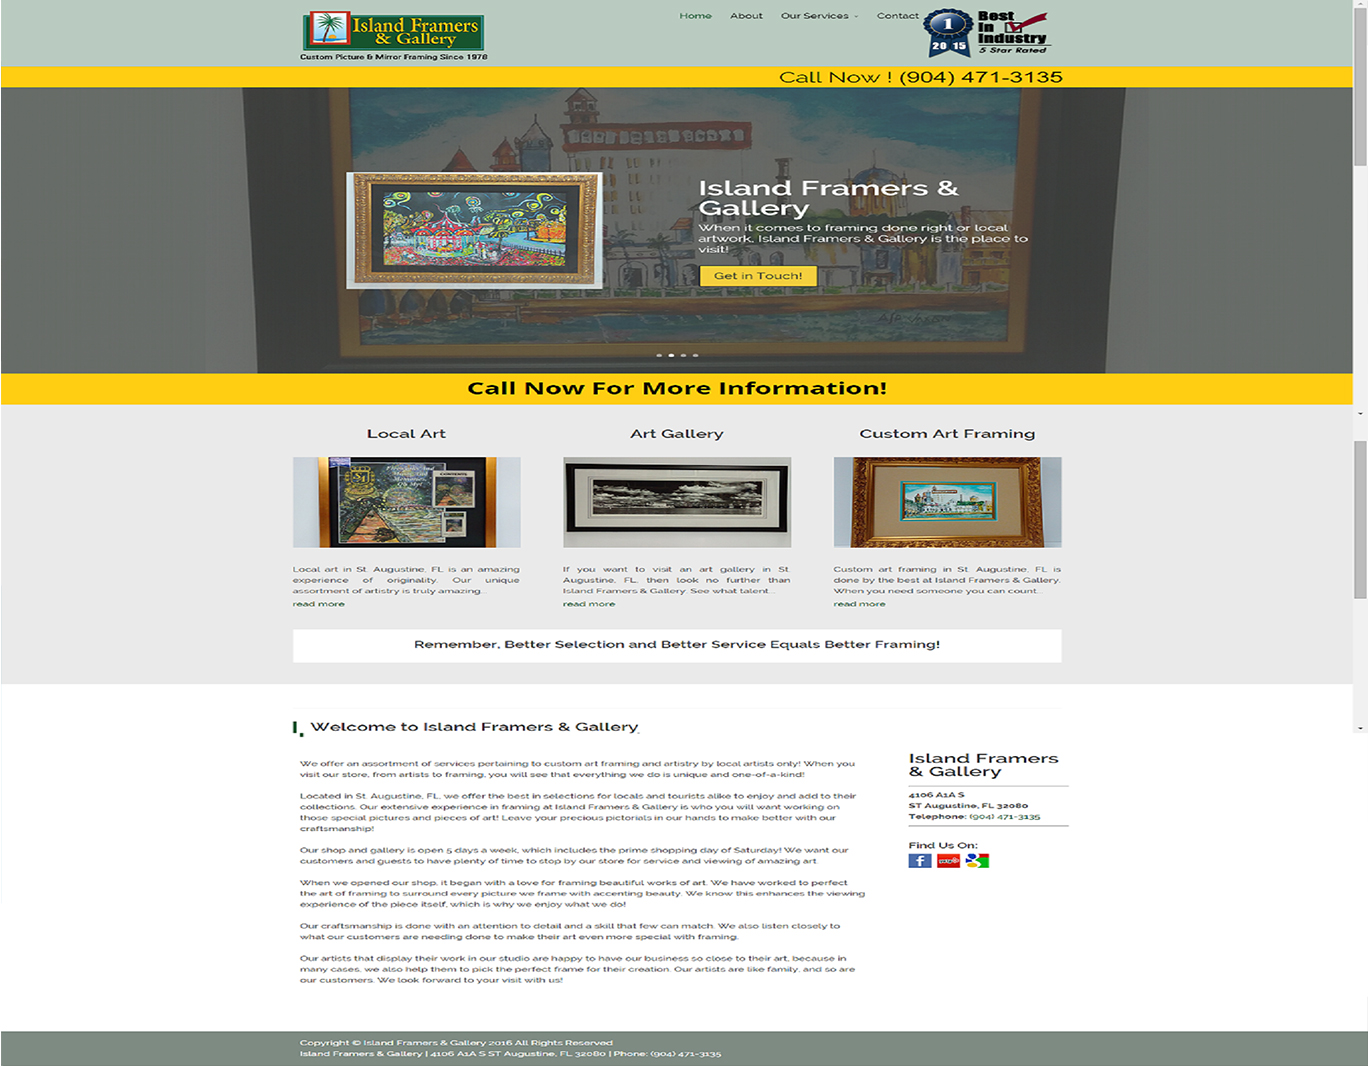 Island Framers
& Gallery
Custom Picture & Mirror Framing Since 1978
Home About Our Services Contact
1
20 15
Best
In
Industry
5 Star Rated
Call Now ! (904) 471-3135
Island Framers &
Gallery
When it comes to framing done right or local
artwork, Island Framers & Gallery is the place to
visit!
Get in Touch!
Call Now For More Information!
Local Art
Art Gallery
Custom Art Framing
CONTENTS
Local art in St. Augustine, FL is an amazing
experience of originality. Our unique
assortment of artistry is truly amazing...
read more
If you want to visit an art gallery in St.
Augustine, FL, then look no further than
Island Framers & Gallery. See what talent...
read more
Custom art framing in St. Augustine, FL is
done by the best at Island Framers & Gallery.
When you need someone you can count...
read more
Remember, Better Selection and Better Service Equals Better Framing!
Welcome to Island Framers & Gallery
We offer an assortment of services pertaining to custom art framing and artistry by local artists only! When you
visit our store, from artists to framing, you will see that everything we do is unique and one-of-a-kind!
Located in St. Augustine, FL, we offer the best in selections for locals and tourists alike to enjoy and add to their
collections. Our extensive experience in framing at Island Framers & Gallery is who you will want working on
those special pictures and pieces of art! Leave your precious pictorials in our hands to make better with our
craftsmanship!
Our shop and gallery is open 5 days a week, which includes the prime shopping day of Saturday! We want our
customers and guests to have plenty of time to stop by our store for service and viewing of amazing art.
When we opened our shop, it began with a love for framing beautiful works of art. We have worked to perfect
the art of framing to surround every picture we frame with accenting beauty. We know this enhances the viewing
experience of the piece itself, which is why we enjoy what we do!
Our craftsmanship is done with an attention to detail and a skill that few can match. We also listen closely to
what our customers are needing done to make their art even more special with framing.
Our artists that display their work in our studio are happy to have our business so close to their art, because in
many cases, we also help them to pick the perfect frame for their creation. Our artists are like family, and so are
our customers. We look forward to your visit with us!
Island Framers
& Gallery
4106 A1A S
ST Augustine, FL 32080
Telephone: (904) 471-3135
Find Us On:
Copyright © Island Framers & Gallery 2016 All Rights Reserved
Island Framers & Gallery | 4106 A1A S ST Augustine, FL 32080 | Phone: (904) 471-3135